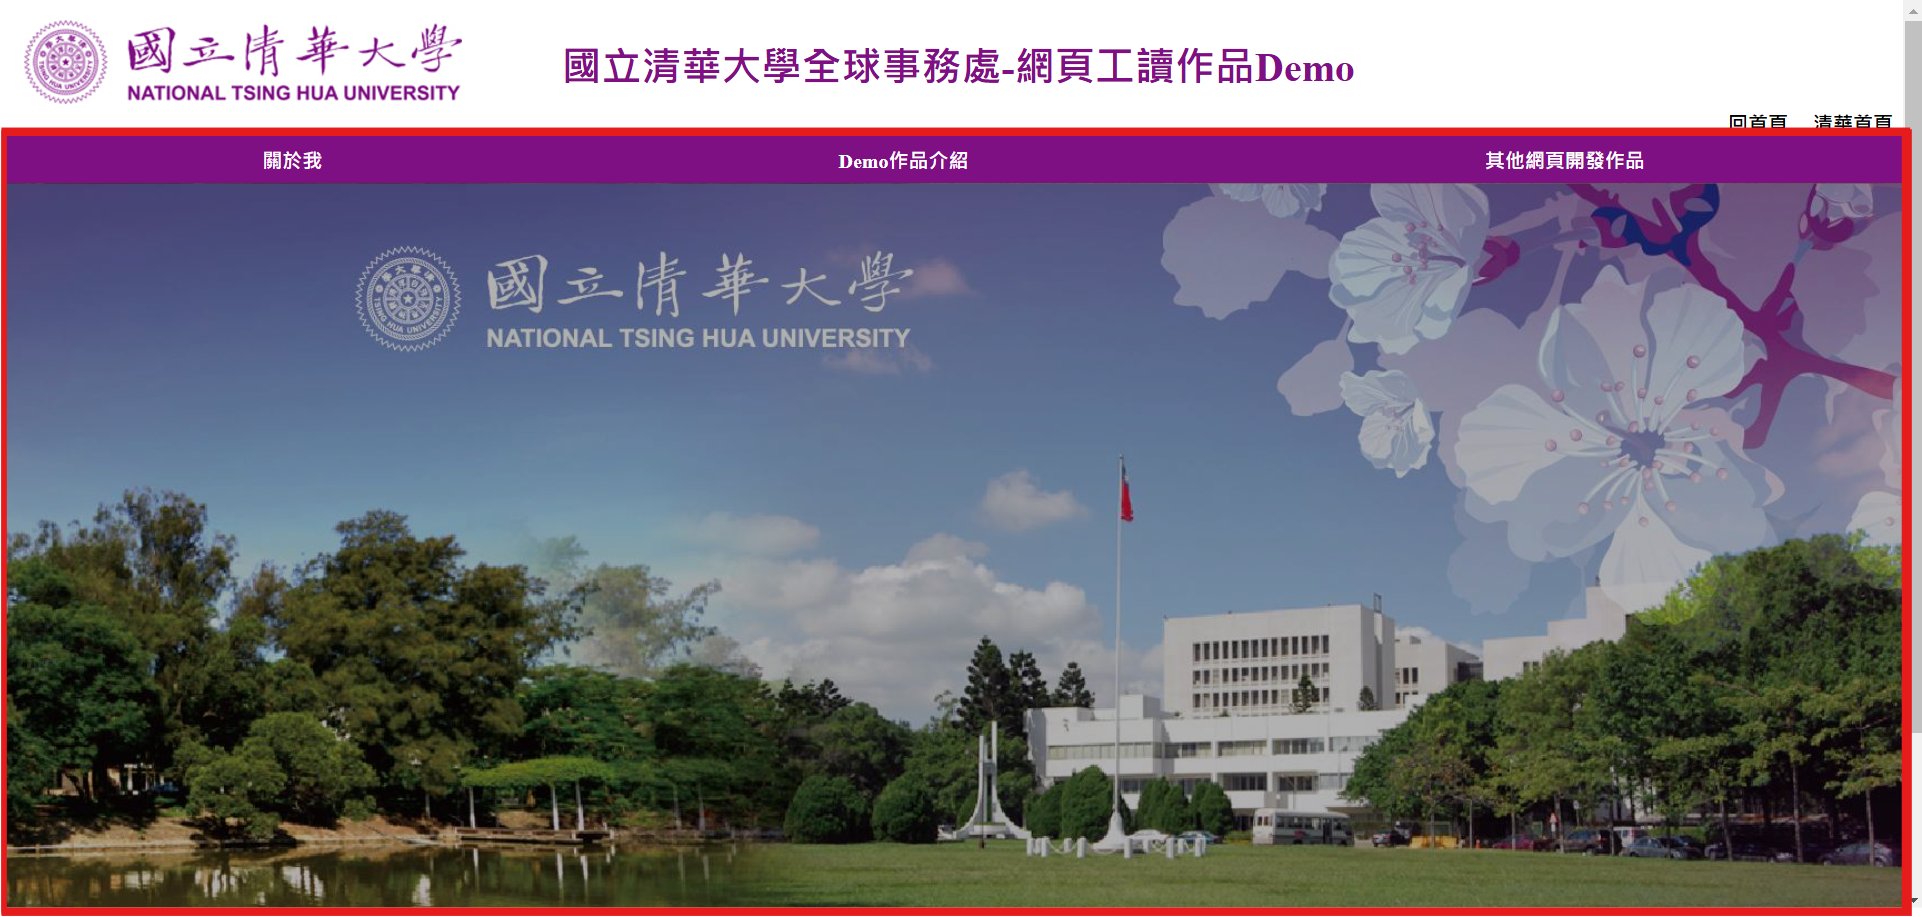 國立清華大學
NATIONAL TSING HUA UNIVERSITY
國立清華大學全球事務處-網頁工讀作品Demo
回首頁 清華首頁
關於我 Demo作品介紹 其他網頁開發作品
國立清華大學
NATIONAL TSING HUA UNIVERSITY